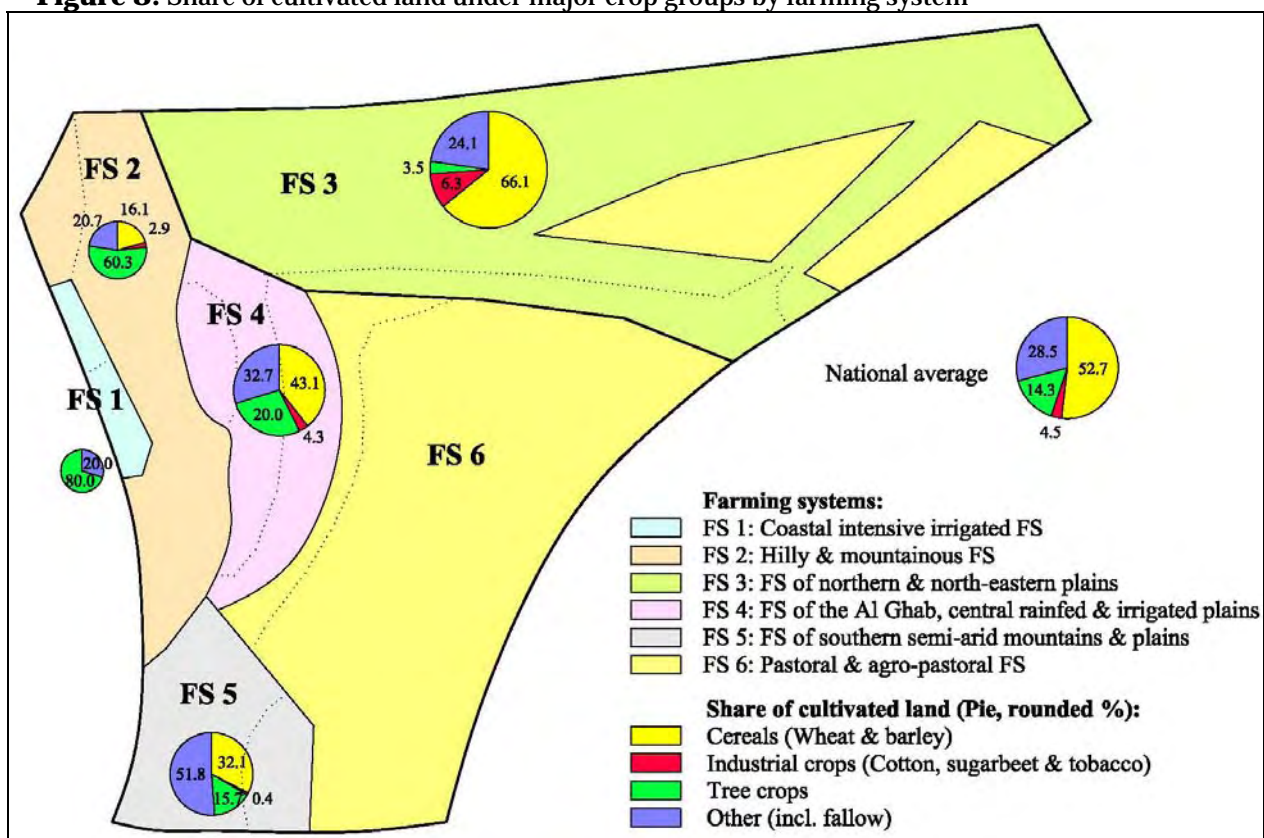 Figure 8. Share of cultivated land under major crop groups by farming system
FS 2
20.7
16.1
2.9
60.3
FS 3
24.1
3.5
6.3
66.1
FS 4
32.7
43.1
20.0
4.3
FS 1
20.0
80.0
FS 6
National average
28.5
52.7
14.3
4.5
FS 5
51.8
32.1
15.7
0.4
Farming systems:
FS 1: Coastal intensive irrigated FS
FS 2: Hilly & mountainous FS
FS 3: FS of northern & north-eastern plains
FS 4: FS of the Al Ghab, central rainfed & irrigated plains
FS 5: FS of southern semi-arid mountains & plains
FS 6: Pastoral & agro-pastoral FS
Share of cultivated land (Pie, rounded %):
Cereals (Wheat & barley)
Industrial crops (Cotton, sugarbeet & tobacco)
Tree crops
Other (incl. fallow)